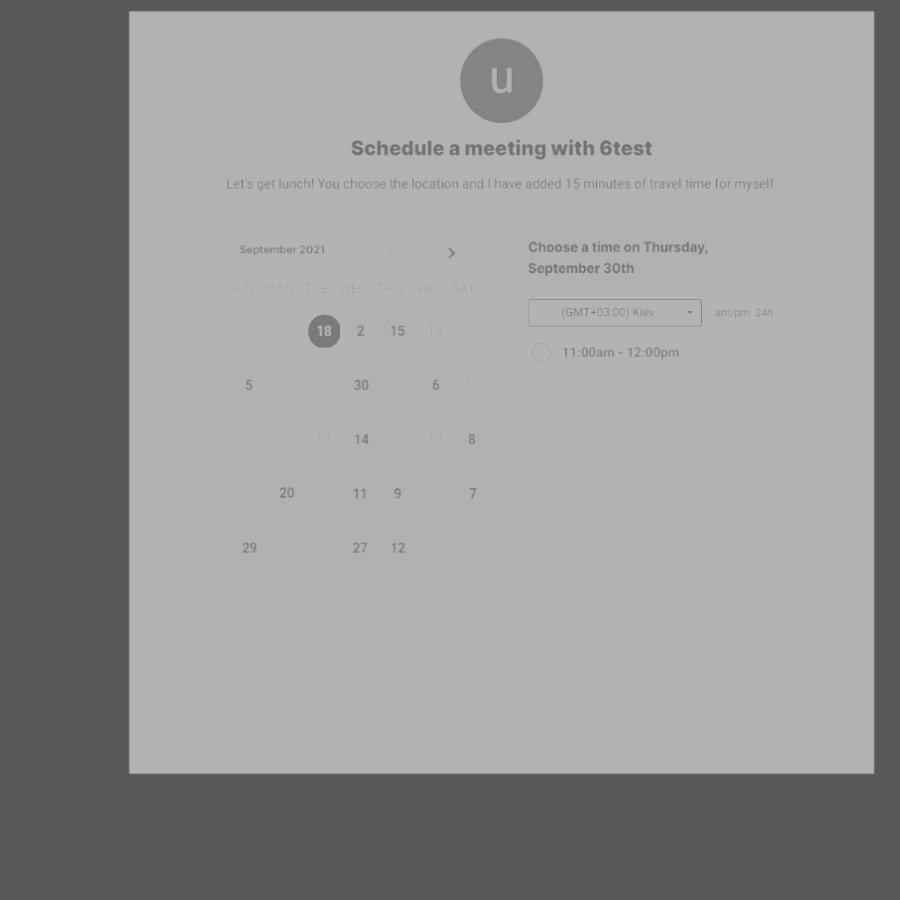 u
Schedule a meeting with 6test
Let's get lunch! You choose the location and I have added 15 minutes of travel time for myself.
September 2021
SUN MON TUE WED THU FRI SAT
18 2 15 19
5 30 6 19
19 14 19 8
20 11 9 7
29 27 12
Choose a time on Thursday,
September 30th
(GMT+03:00) Kiev am/pm 24h
11:00am - 12:00pm